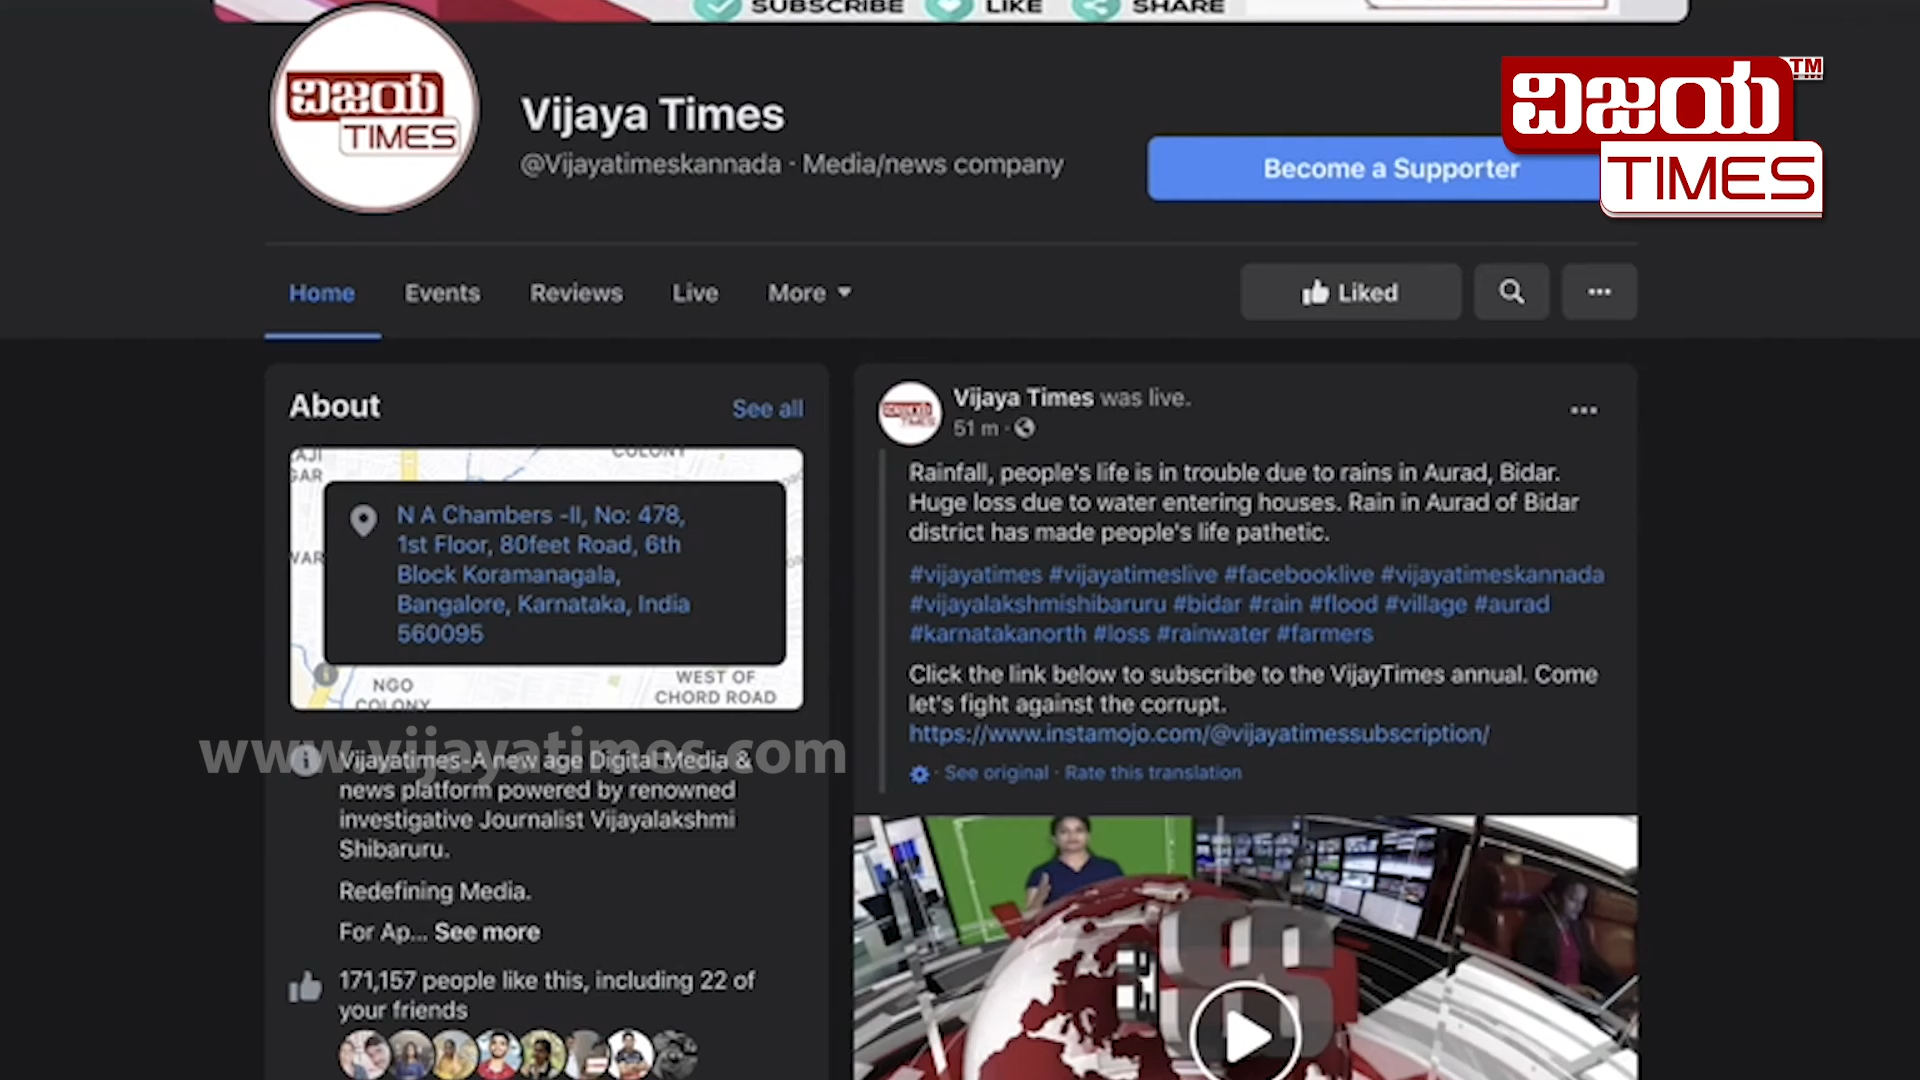 SUBSCRIBE LIKE SHARE
ವಿಜಯ
TIMES
Vijaya Times
@Vijayatimeskannada · Media/news company
Become a Supporter
ವಿಜಯ TM
TIMES
Home Events Reviews Live More
Liked
About See all
COLONY
N A Chambers -II, No: 478,
1st Floor, 80feet Road, 6th
Block Koramanagala,
Bangalore, Karnataka, India
560095
NGO
COLONY
WEST OF
CHORD ROAD
www.vijayatimes.com
Vijayatimes-A new age Digital Media &
news platform powered by renowned
investigative Journalist Vijayalakshmi
Shibaruru.
Redefining Media.
For Ap... See more
171,157 people like this, including 22 of
your friends
Vijaya Times was live.
51 m ·
Rainfall, people's life is in trouble due to rains in Aurad, Bidar.
Huge loss due to water entering houses. Rain in Aurad of Bidar
district has made people's life pathetic.
#vijayatimes #vijayatimeslive #facebooklive #vijayatimeskannada
#vijayalakshmishibaruru #bidar #rain #flood #village #aurad
#karnatakanorth #loss #rainwater #farmers
Click the link below to subscribe to the VijayTimes annual. Come
let's fight against the corrupt.
https://www.instamojo.com/@vijayatimessubscription/
· See original · Rate this translation